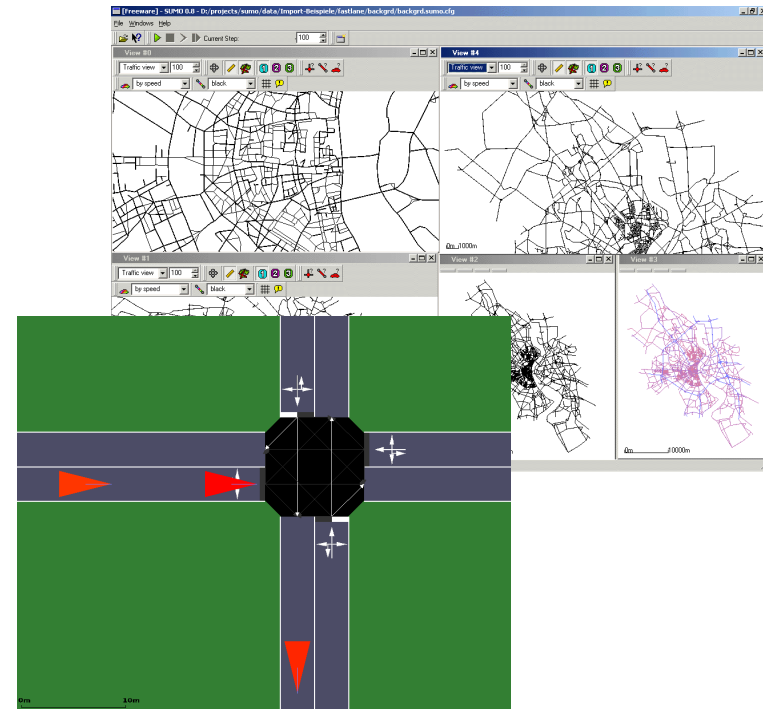 [Freeware] - SUMO 0.8 - D:/projects/sumo/data/Import-Beispiele/fastlane/backgrd/backgrd.sumo.cfg
File Windows Help
Current Step: 100
View #0
Traffic view 100
by speed black
View #4
Traffic view 100
by speed black
0m 1000m
View #1
Traffic view 100
by speed black
View #2
View #3
0m 10000m
0m 10m